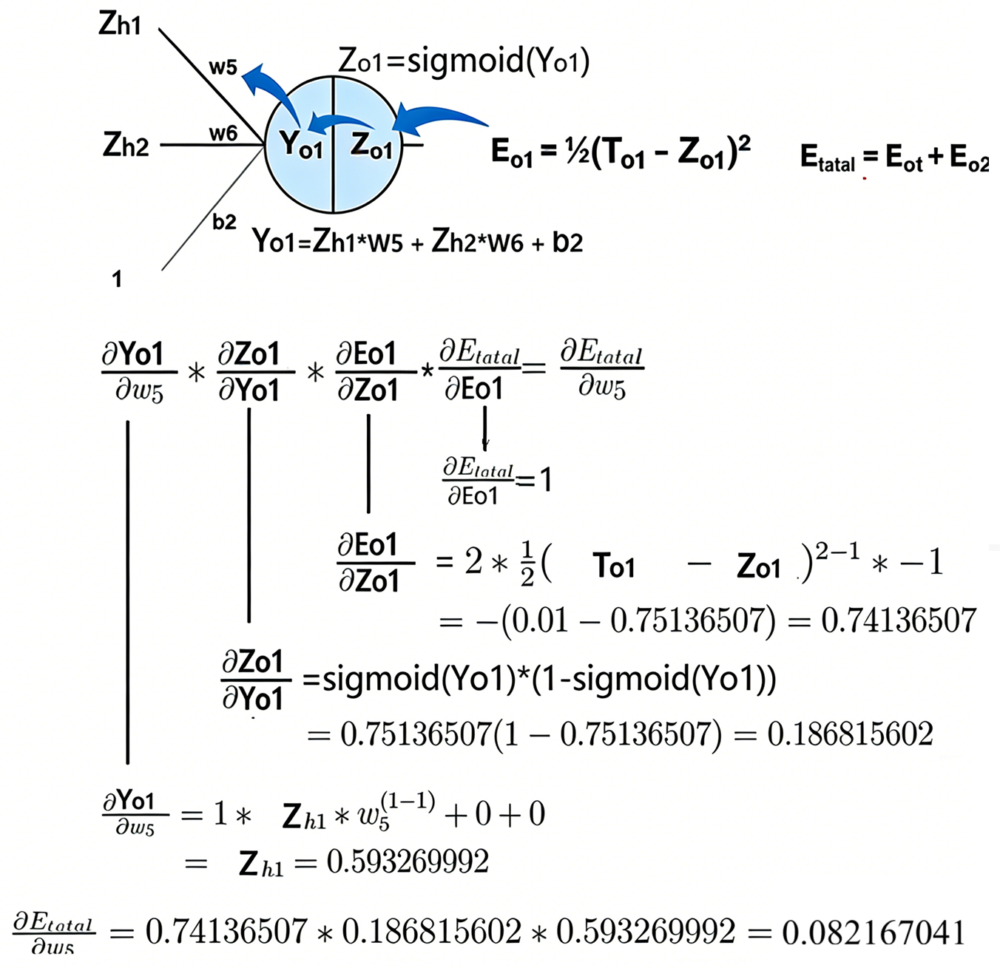 Zh1
w5
Zo1=sigmoid(Yo1)
Zh2
w6
Yo1
Zo1
Eo1 = ½(To1 - Zo1)²
Etatal = Eot + Eo2
b2
Yo1=Zh1*W5 + Zh2*W6 + b2
1
∂Yo1/∂w5 * ∂Zo1/∂Yo1 * ∂Eo1/∂Zo1 * ∂Etatal/∂Eo1 = ∂Etatal/∂w5
∂Etotal/∂Eo1 = 1
∂Eo1/∂Zo1 = 2 * 1/2( To1 − Zo1 )^(2−1) * −1
= −(0.01 − 0.75136507) = 0.74136507
∂Zo1/∂Yo1 =sigmoid(Yo1)*(1-sigmoid(Yo1))
= 0.75136507(1 − 0.75136507) = 0.186815602
∂Yo1/∂w5 = 1 * Zh1 * w5^(1−1) + 0 + 0
= Zh1 = 0.593269992
∂Etotal/∂w5 = 0.74136507 * 0.186815602 * 0.593269992 = 0.082167041